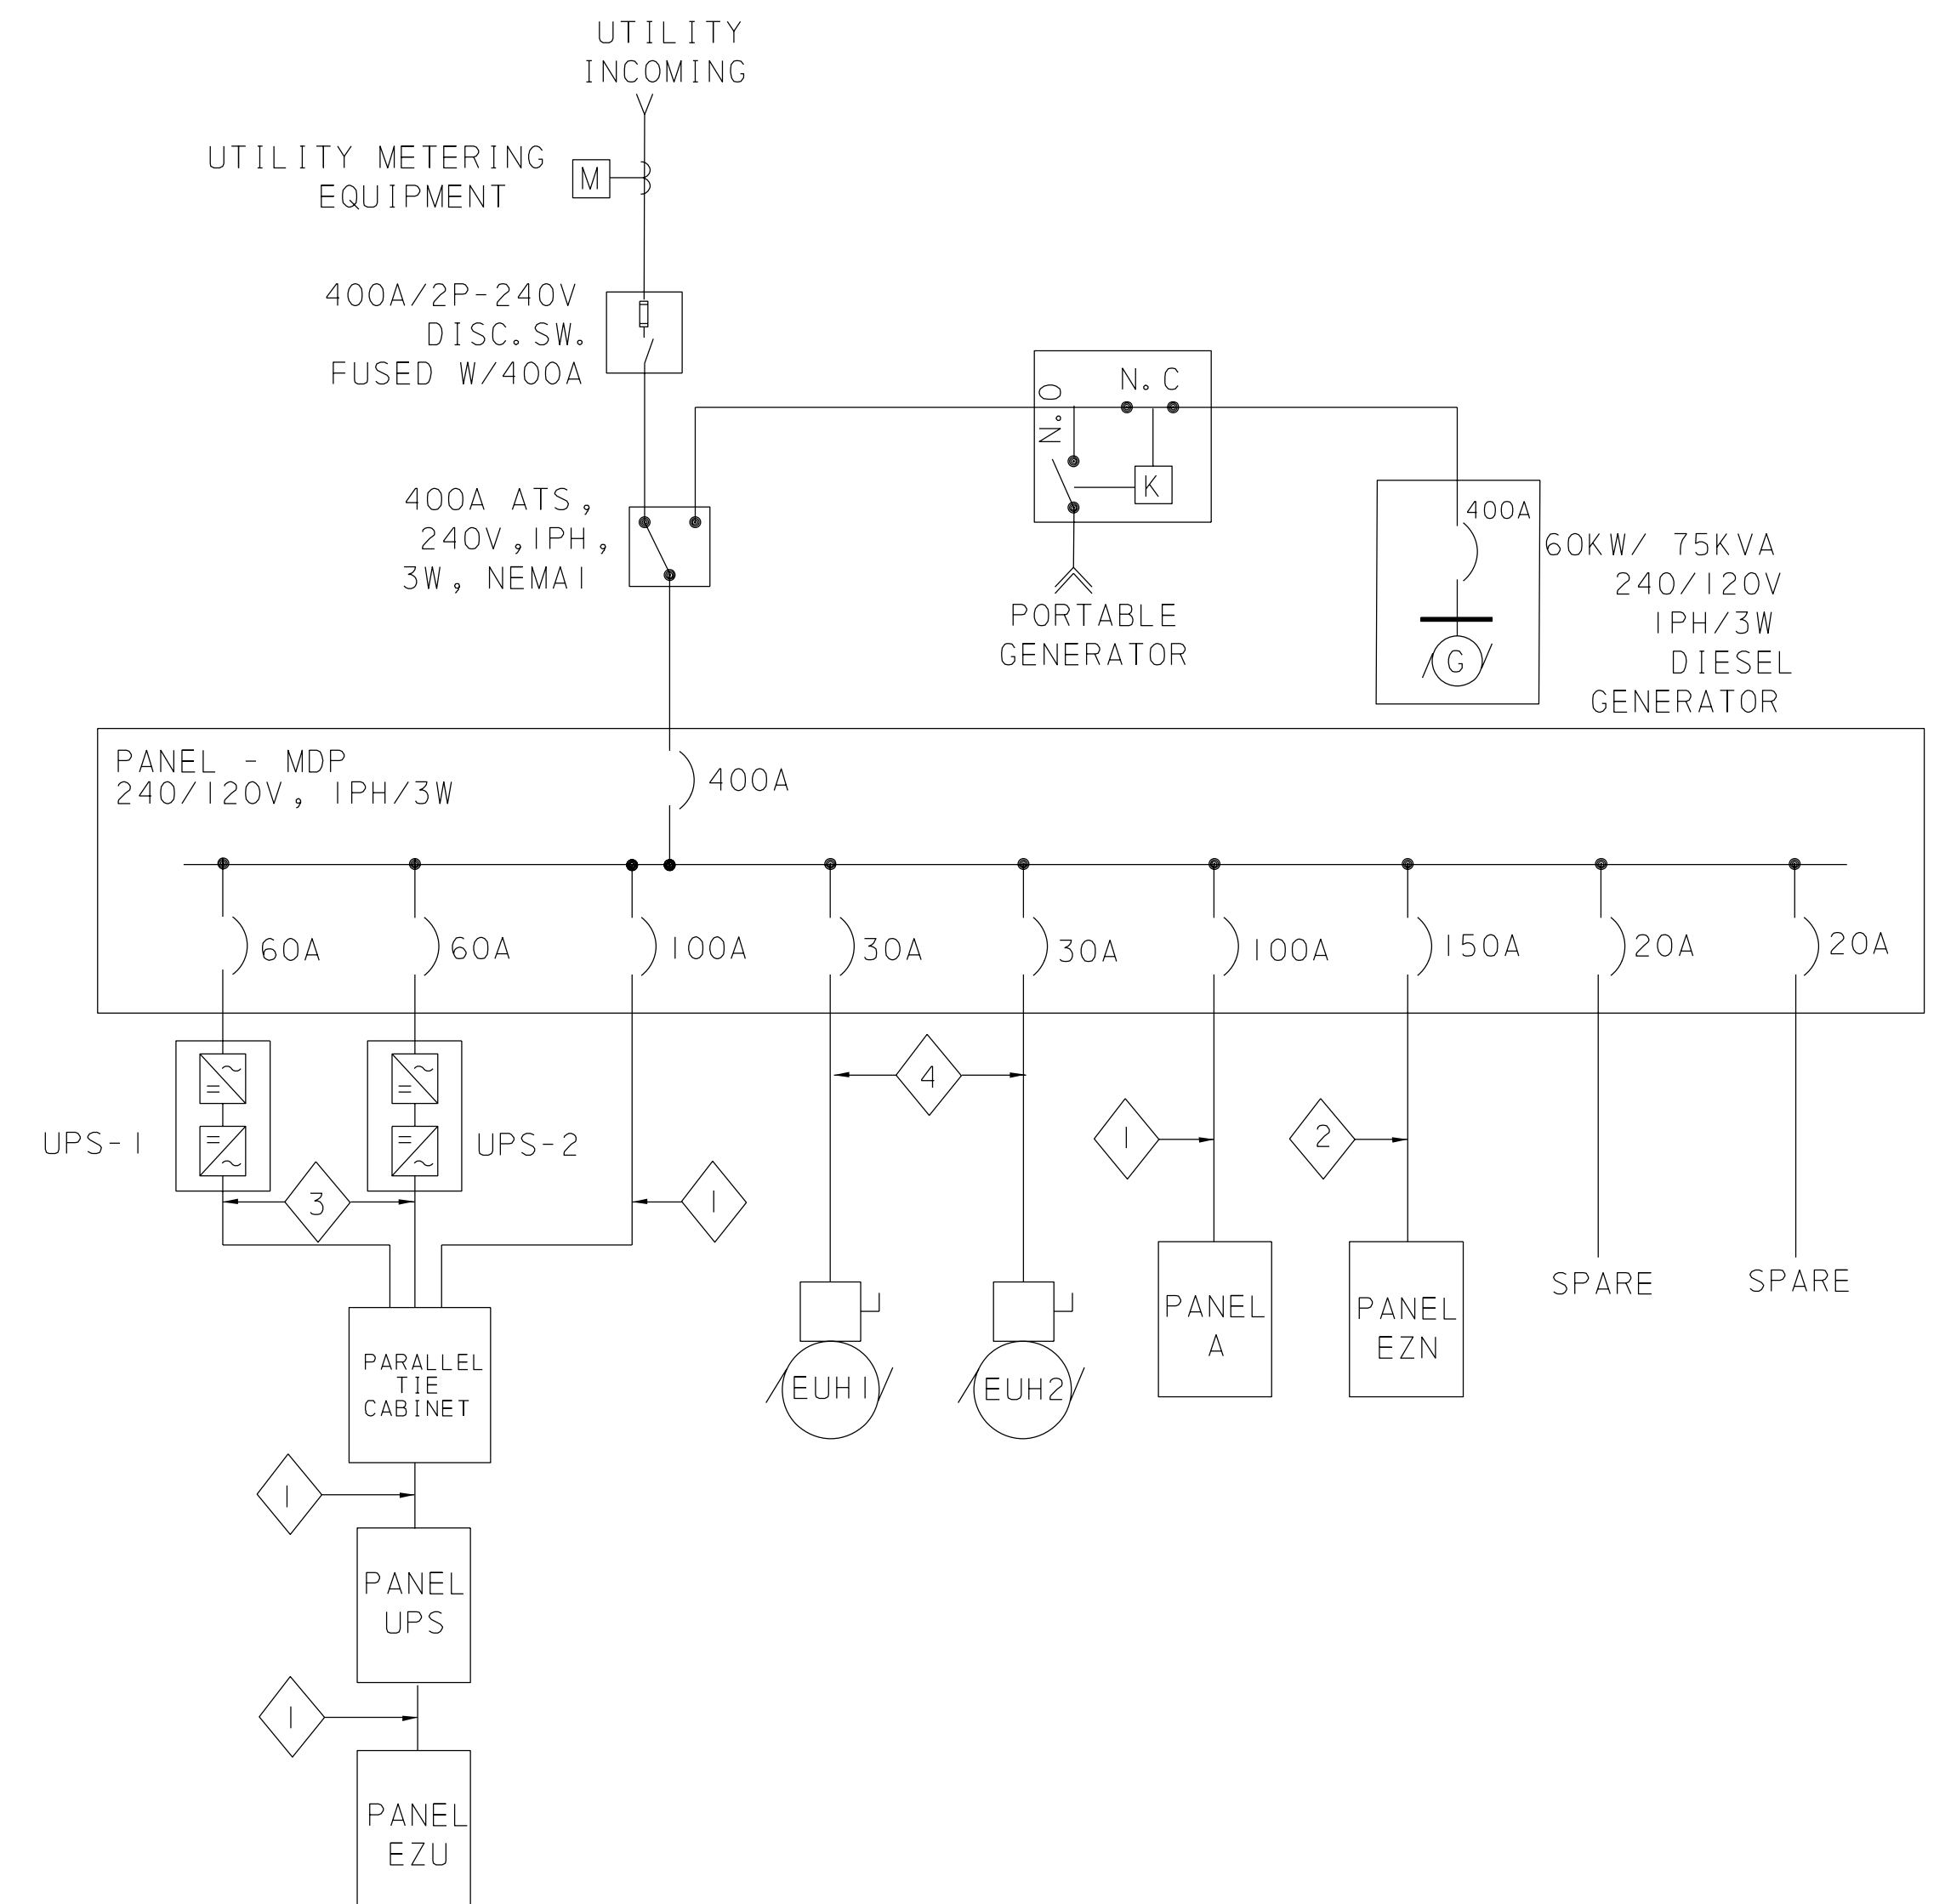 UTILITY
INCOMING
UTILITY METERING
EQUIPMENT
M
400A/2P-240V
DISC.SW.
FUSED W/400A
N.O
N.C
K
400A ATS,
240V,1PH,
3W, NEMA1
PORTABLE
GENERATOR
400A
G
60KW/ 75KVA
240/120V
1PH/3W
DIESEL
GENERATOR
PANEL - MDP
240/120V, 1PH/3W
400A
60A
60A
100A
30A
30A
100A
150A
20A
20A
UPS-1
UPS-2
3
1
4
1
2
PARALLEL
TIE
CABINET
EUH1
EUH2
PANEL
A
PANEL
EZN
SPARE
SPARE
1
PANEL
UPS
1
PANEL
EZU